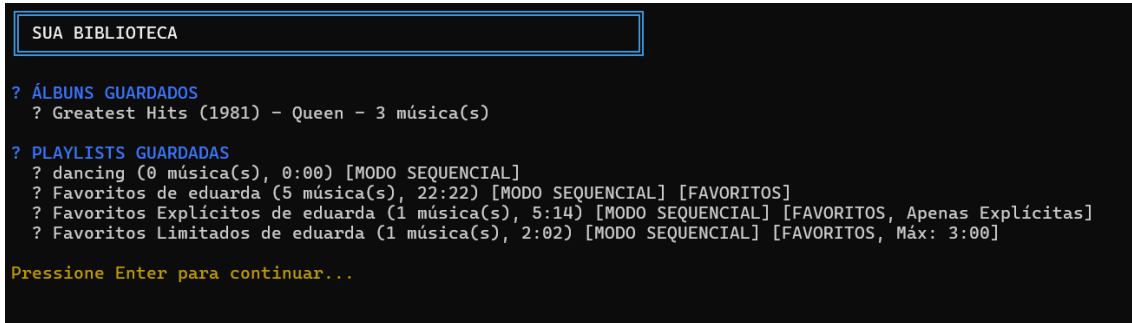 SUA BIBLIOTECA
? ÁLBUNS GUARDADOS
? Greatest Hits (1981) - Queen - 3 música(s)
? PLAYLISTS GUARDADAS
? dancing (0 música(s), 0:00) [MODO SEQUENCIAL]
? Favoritos de eduarda (5 música(s), 22:22) [MODO SEQUENCIAL] [FAVORITOS]
? Favoritos Explícitos de eduarda (1 música(s), 5:14) [MODO SEQUENCIAL] [FAVORITOS, Apenas Explícitas]
? Favoritos Limitados de eduarda (1 música(s), 2:02) [MODO SEQUENCIAL] [FAVORITOS, Máx: 3:00]
Pressione Enter para continuar...